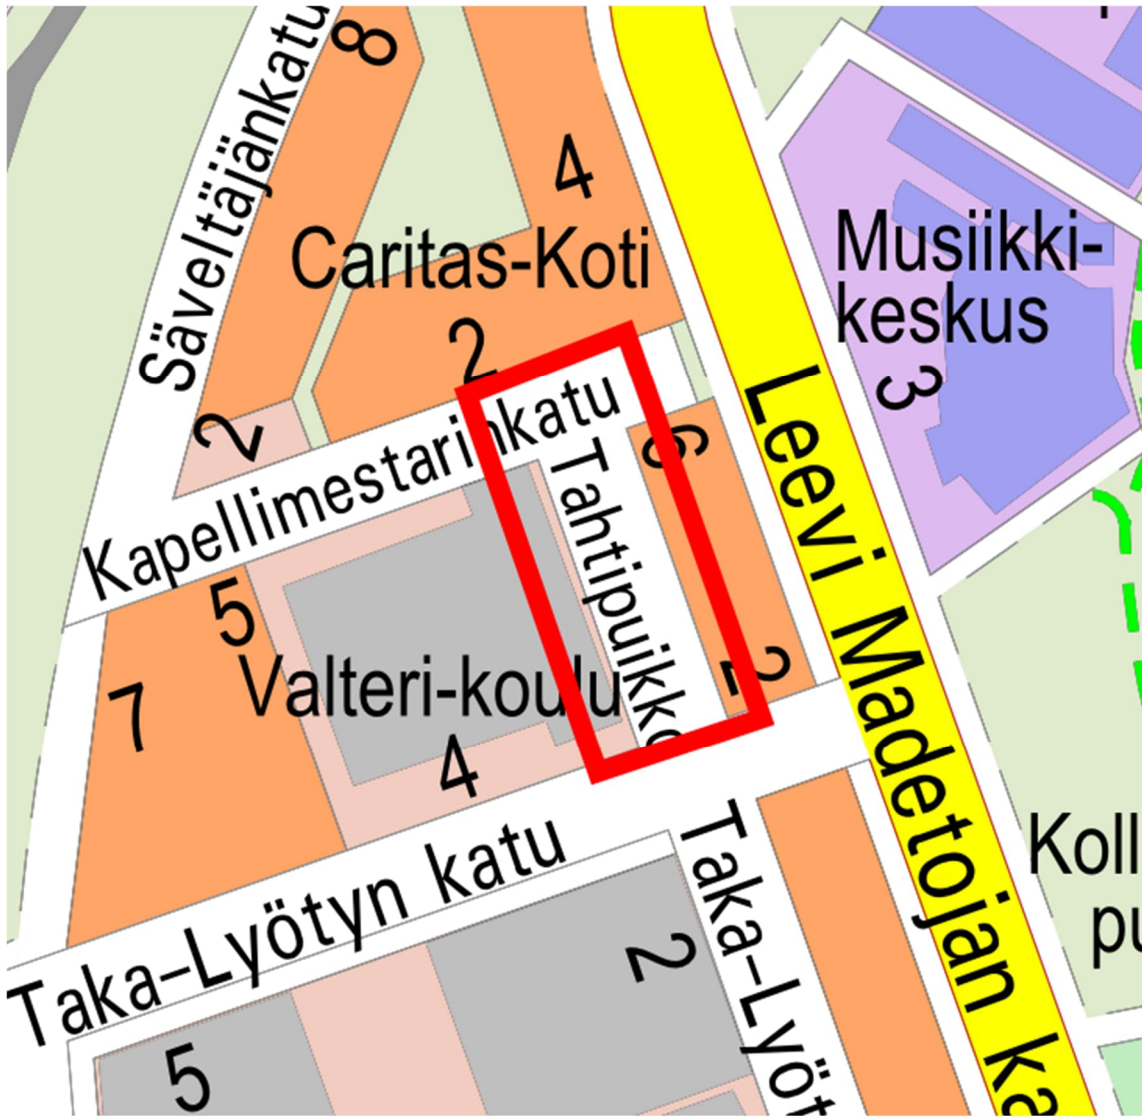 8
Säveltäjänkatu
4
Caritas-Koti
Musiikki-
keskus
3
2
2
Kapellimestarinkatu
6
Leevi Madetojan ka
Tahtipuikko
5
Valteri-koulu
2
7
4
Koll
pu
Taka-Lyötyn katu
Taka-Lyöt
2
5